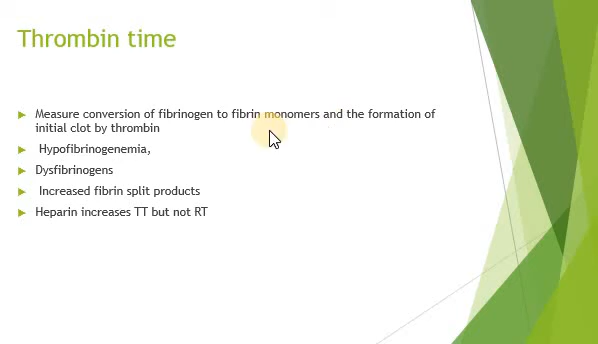 Thrombin time
Measure conversion of fibrinogen to fibrin monomers and the formation of
initial clot by thrombin
Hypofibrinogenemia,
Dysfibrinogens
Increased fibrin split products
Heparin increases TT but not RT